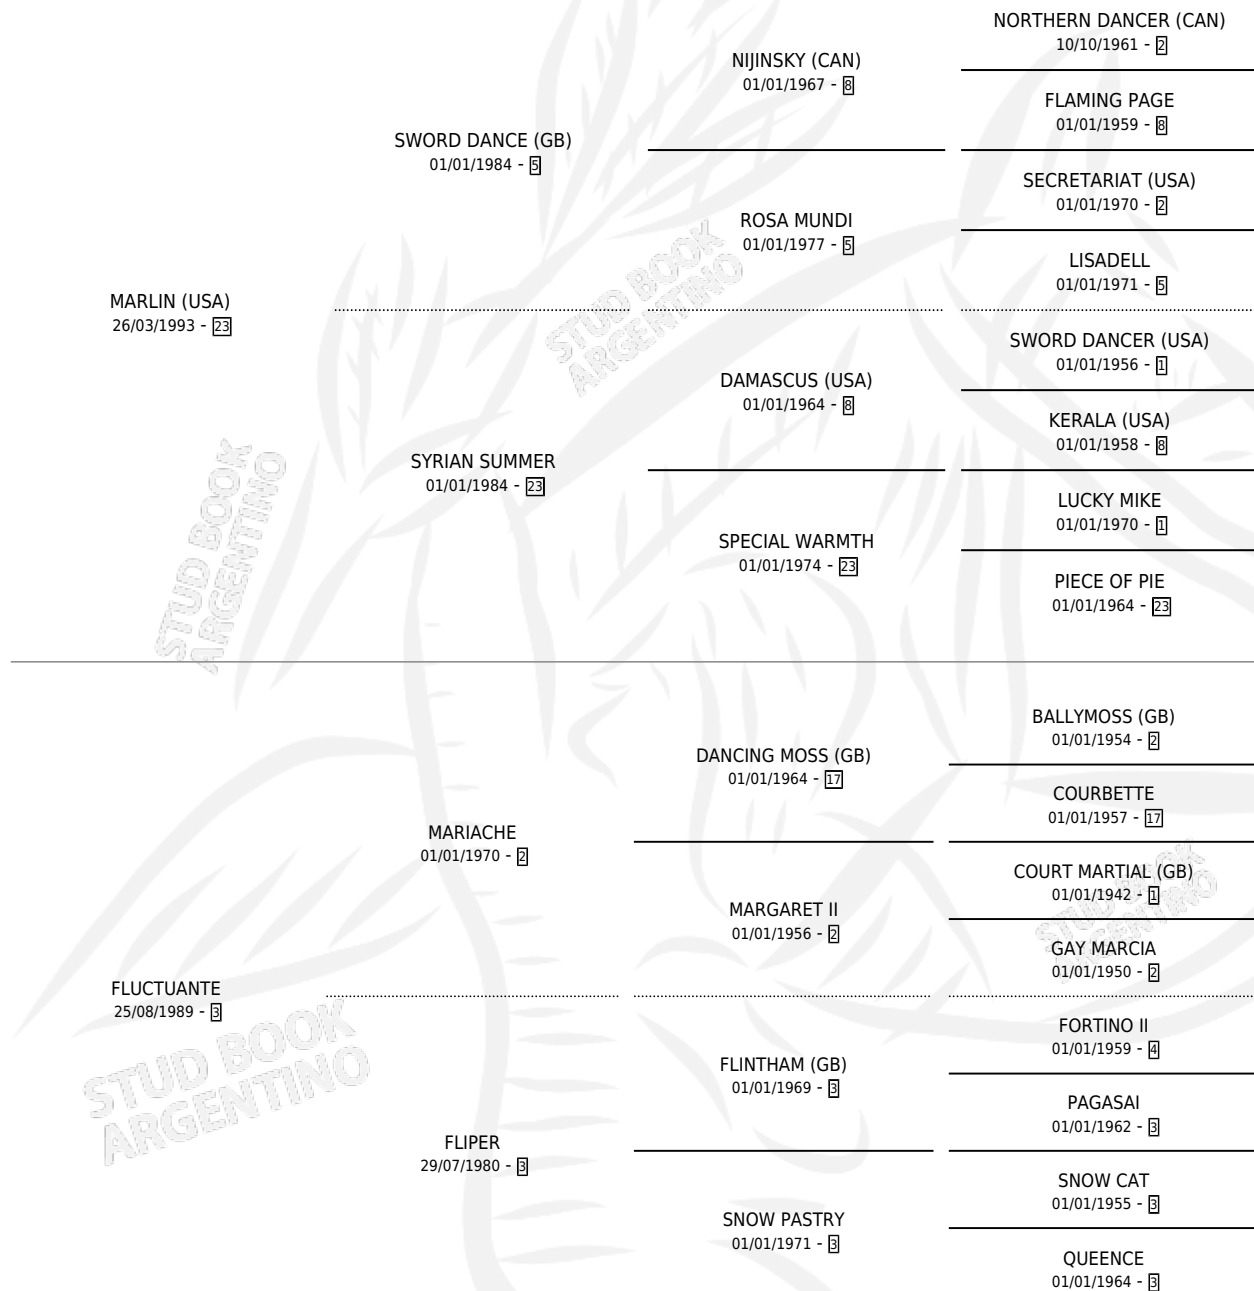 NORTHERN DANCER (CAN)
10/10/1961 - 2
NIJINSKY (CAN)
01/01/1967 - 8
FLAMING PAGE
01/01/1959 - 8
SWORD DANCE (GB)
01/01/1984 - 5
SECRETARIAT (USA)
01/01/1970 - 2
ROSA MUNDI
01/01/1977 - 5
LISADELL
01/01/1971 - 5
MARLIN (USA)
26/03/1993 - 23
STUD BOOK
ARGENTINO
SWORD DANCER (USA)
01/01/1956 - 1
DAMASCUS (USA)
01/01/1964 - 8
KERALA (USA)
01/01/1958 - 8
SYRIAN SUMMER
01/01/1984 - 23
LUCKY MIKE
01/01/1970 - 1
SPECIAL WARMTH
01/01/1974 - 23
PIECE OF PIE
01/01/1964 - 23
STUD BOOK
ARGENTINO
BALLYMOSS (GB)
01/01/1954 - 2
DANCING MOSS (GB)
01/01/1964 - 17
COURBETTE
01/01/1957 - 17
MARIACHE
01/01/1970 - 2
COURT MARTIAL (GB)
01/01/1942 - 1
MARGARET II
01/01/1956 - 2
STUD BOOK
ARGENTINO
GAY MARCIA
01/01/1950 - 2
FLUCTUANTE
25/08/1989 - 3
FORTINO II
01/01/1959 - 4
FLINTHAM (GB)
01/01/1969 - 3
PAGASAI
01/01/1962 - 3
STUD BOOK
ARGENTINO
FLIPER
29/07/1980 - 3
SNOW CAT
01/01/1955 - 3
SNOW PASTRY
01/01/1971 - 3
QUEENCE
01/01/1964 - 3